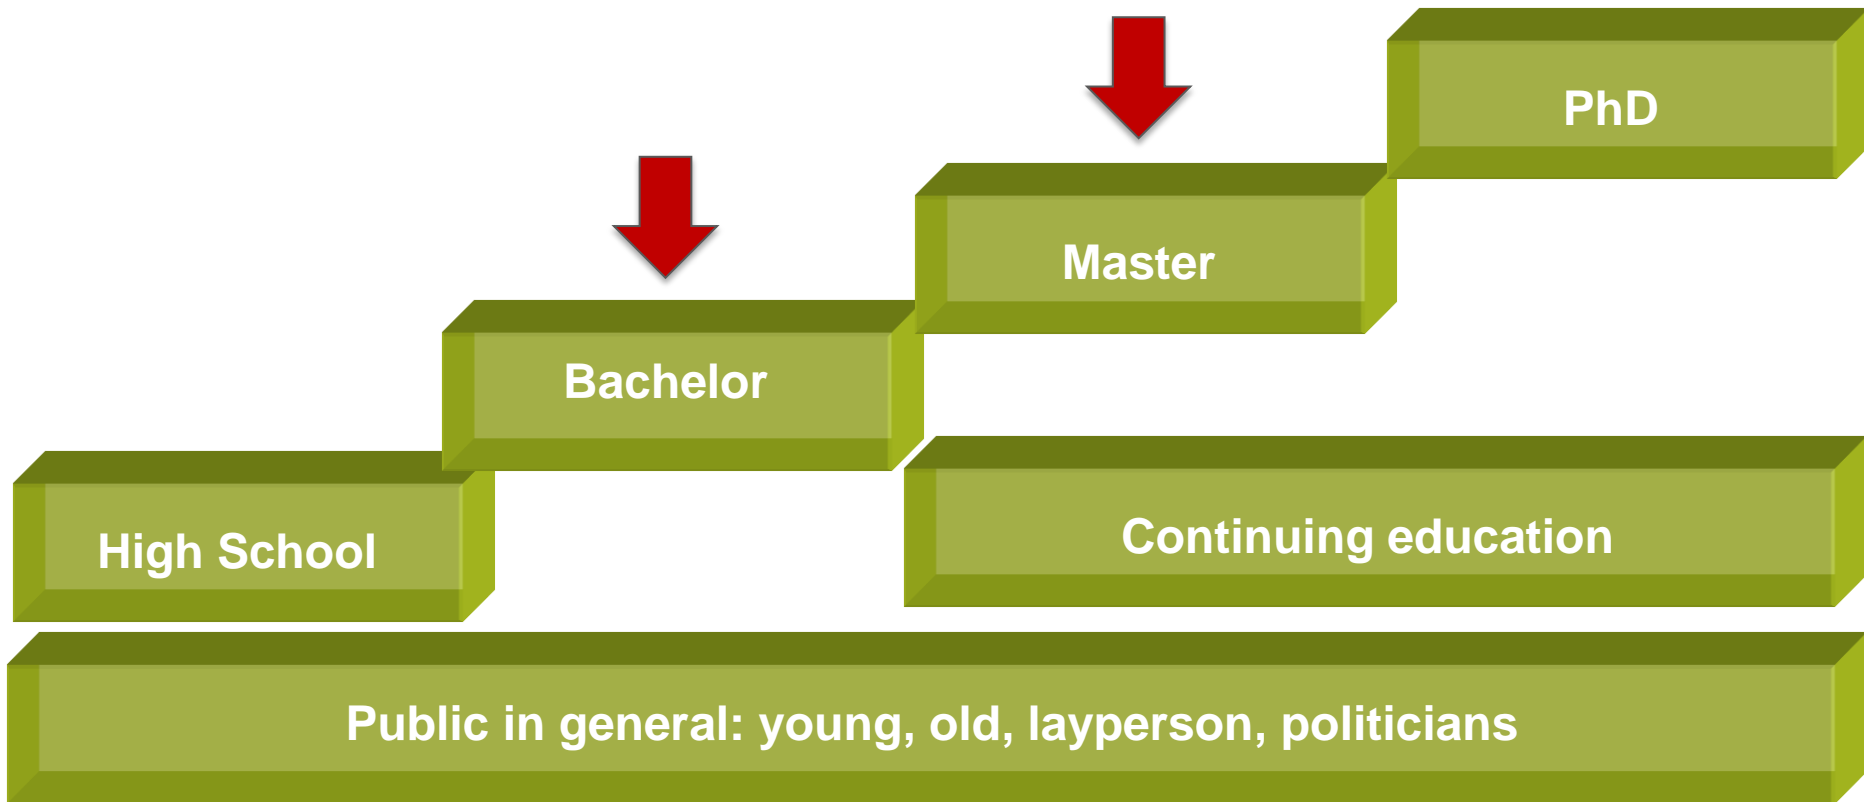 PhD
Master
Bachelor
High School
Continuing education
Public in general: young, old, layperson, politicians